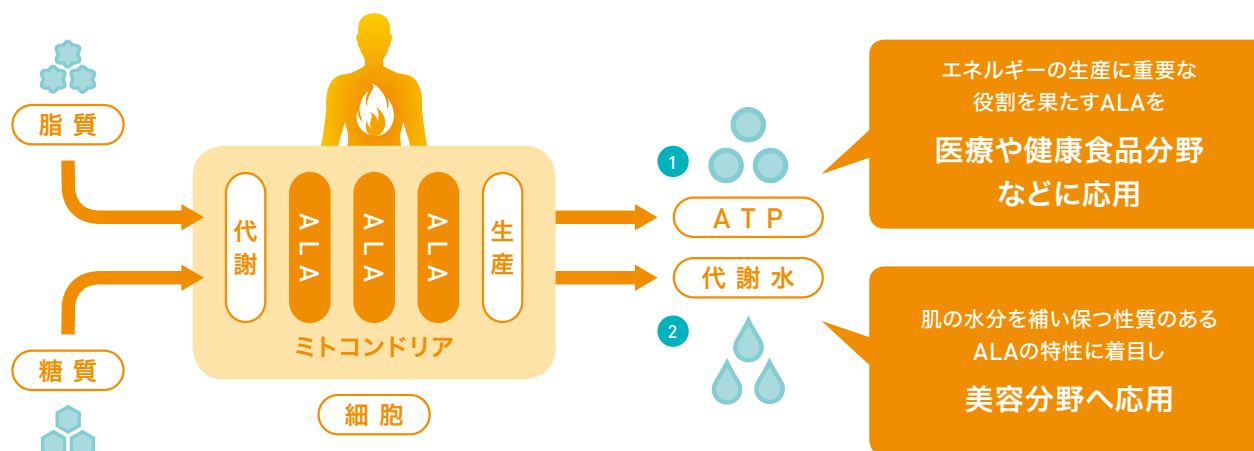 脂質
糖質
代謝
ALA
ALA
ALA
生産
ミトコンドリア
細胞
1
ATP
代謝水
2
エネルギーの生産に重要な
役割を果たすALAを
医療や健康食品分野
などに応用
肌の水分を補い保つ性質のある
ALAの特性に着目し
美容分野へ応用